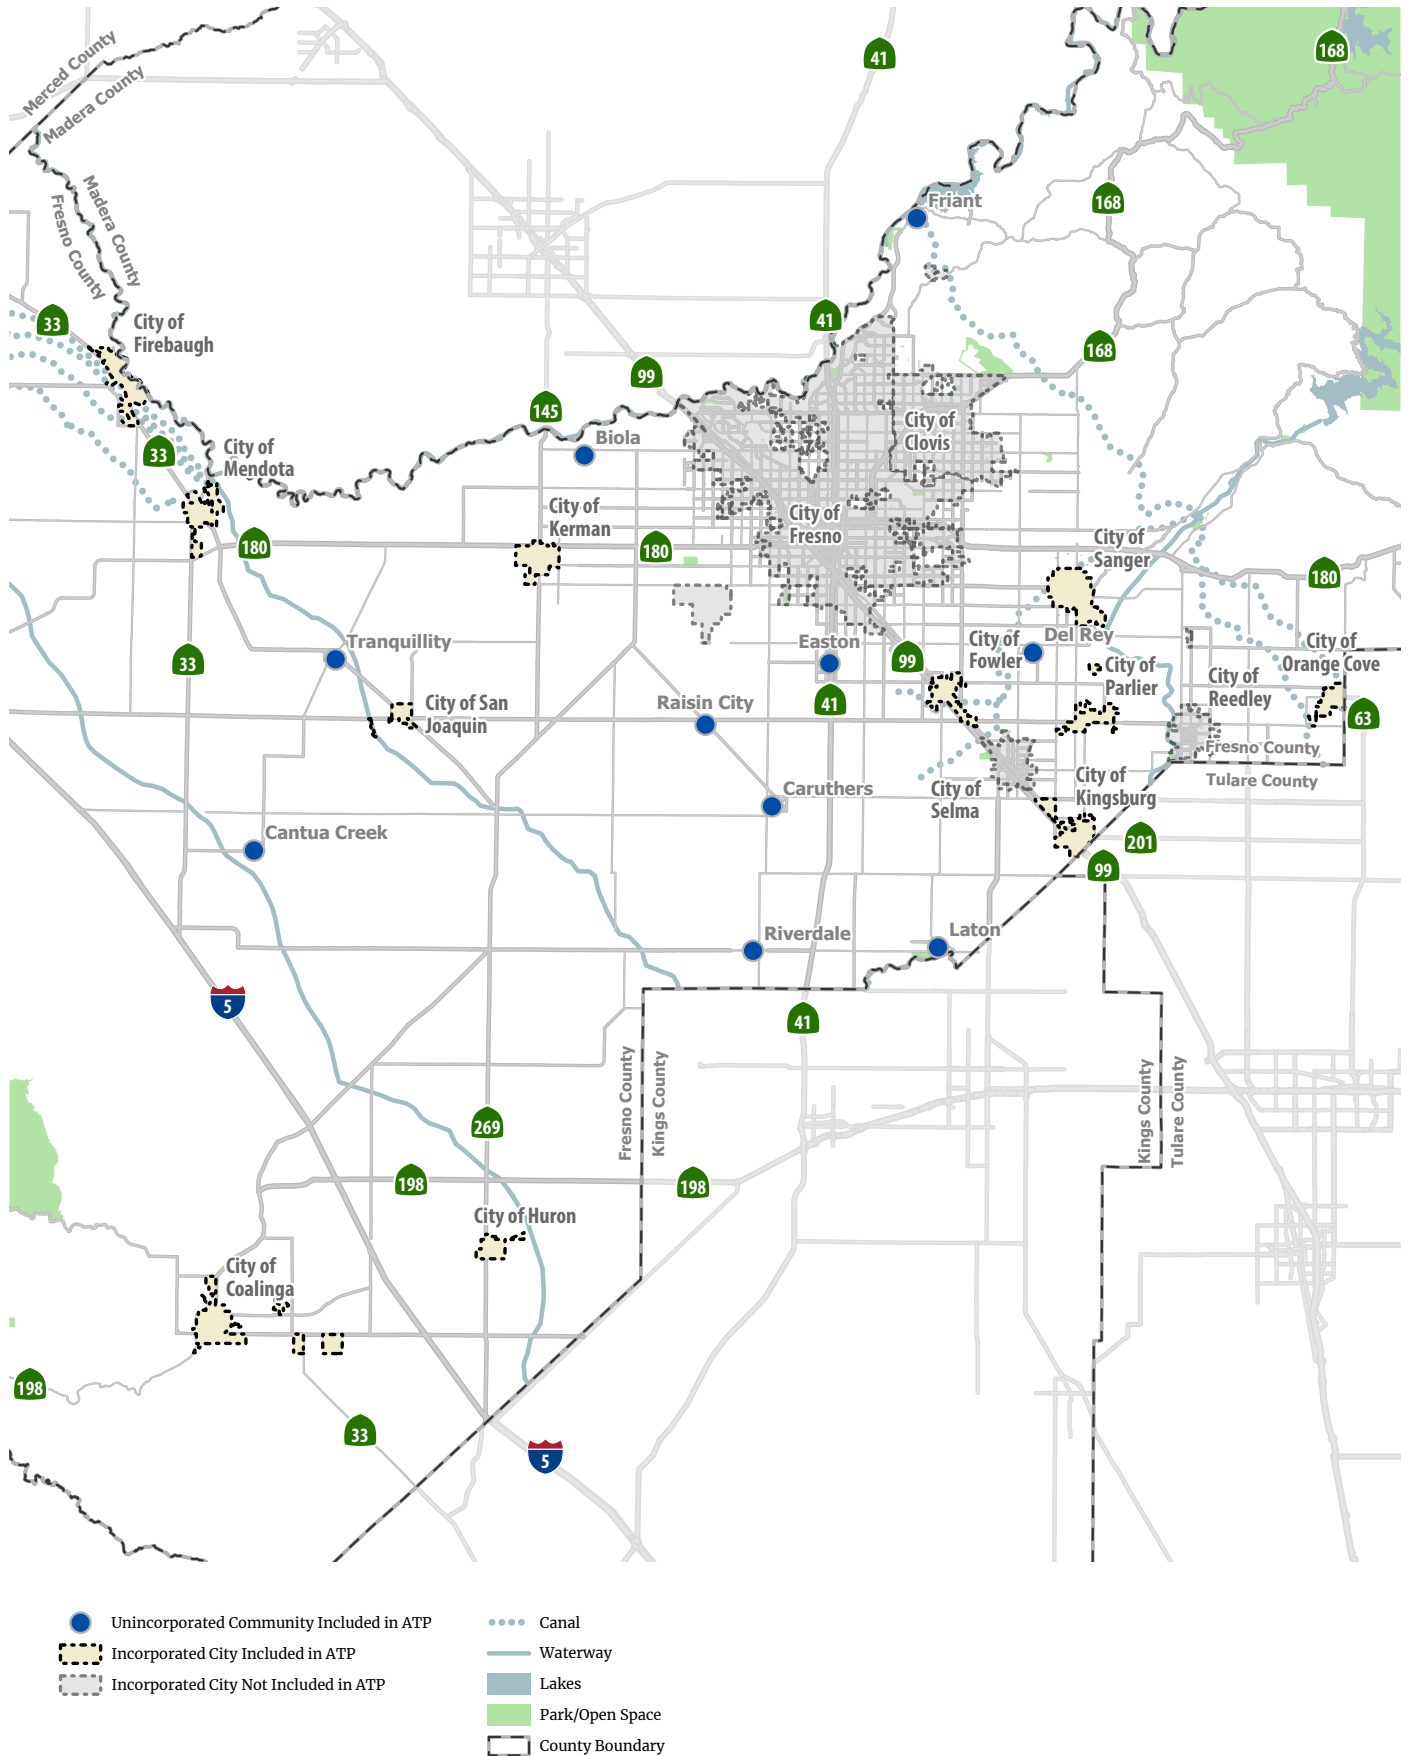 41
168
Merced County
Madera County
Madera County
Fresno County
168
Friant
33
City of
Firebaugh
41
168
99
145
Biola
City of
Clovis
33
City of
Mendota
City of
Kerman
City of
Fresno
180
180
City of
Sanger
180
Tranquillity
33
Easton
99
City of
Fowler
Del Rey
City of
Parlier
City of
Reedley
City of
Orange Cove
City of San
Joaquin
Raisin City
41
63
Fresno County
Tulare County
Caruthers
City of
Selma
City of
Kingsburg
Cantua Creek
201
99
Riverdale
Laton
5
41
Fresno County
Kings County
Kings County
Tulare County
269
198
198
City of Huron
City of
Coalinga
198
33
5
Unincorporated Community Included in ATP
Incorporated City Included in ATP
Incorporated City Not Included in ATP
Canal
Waterway
Lakes
Park/Open Space
County Boundary